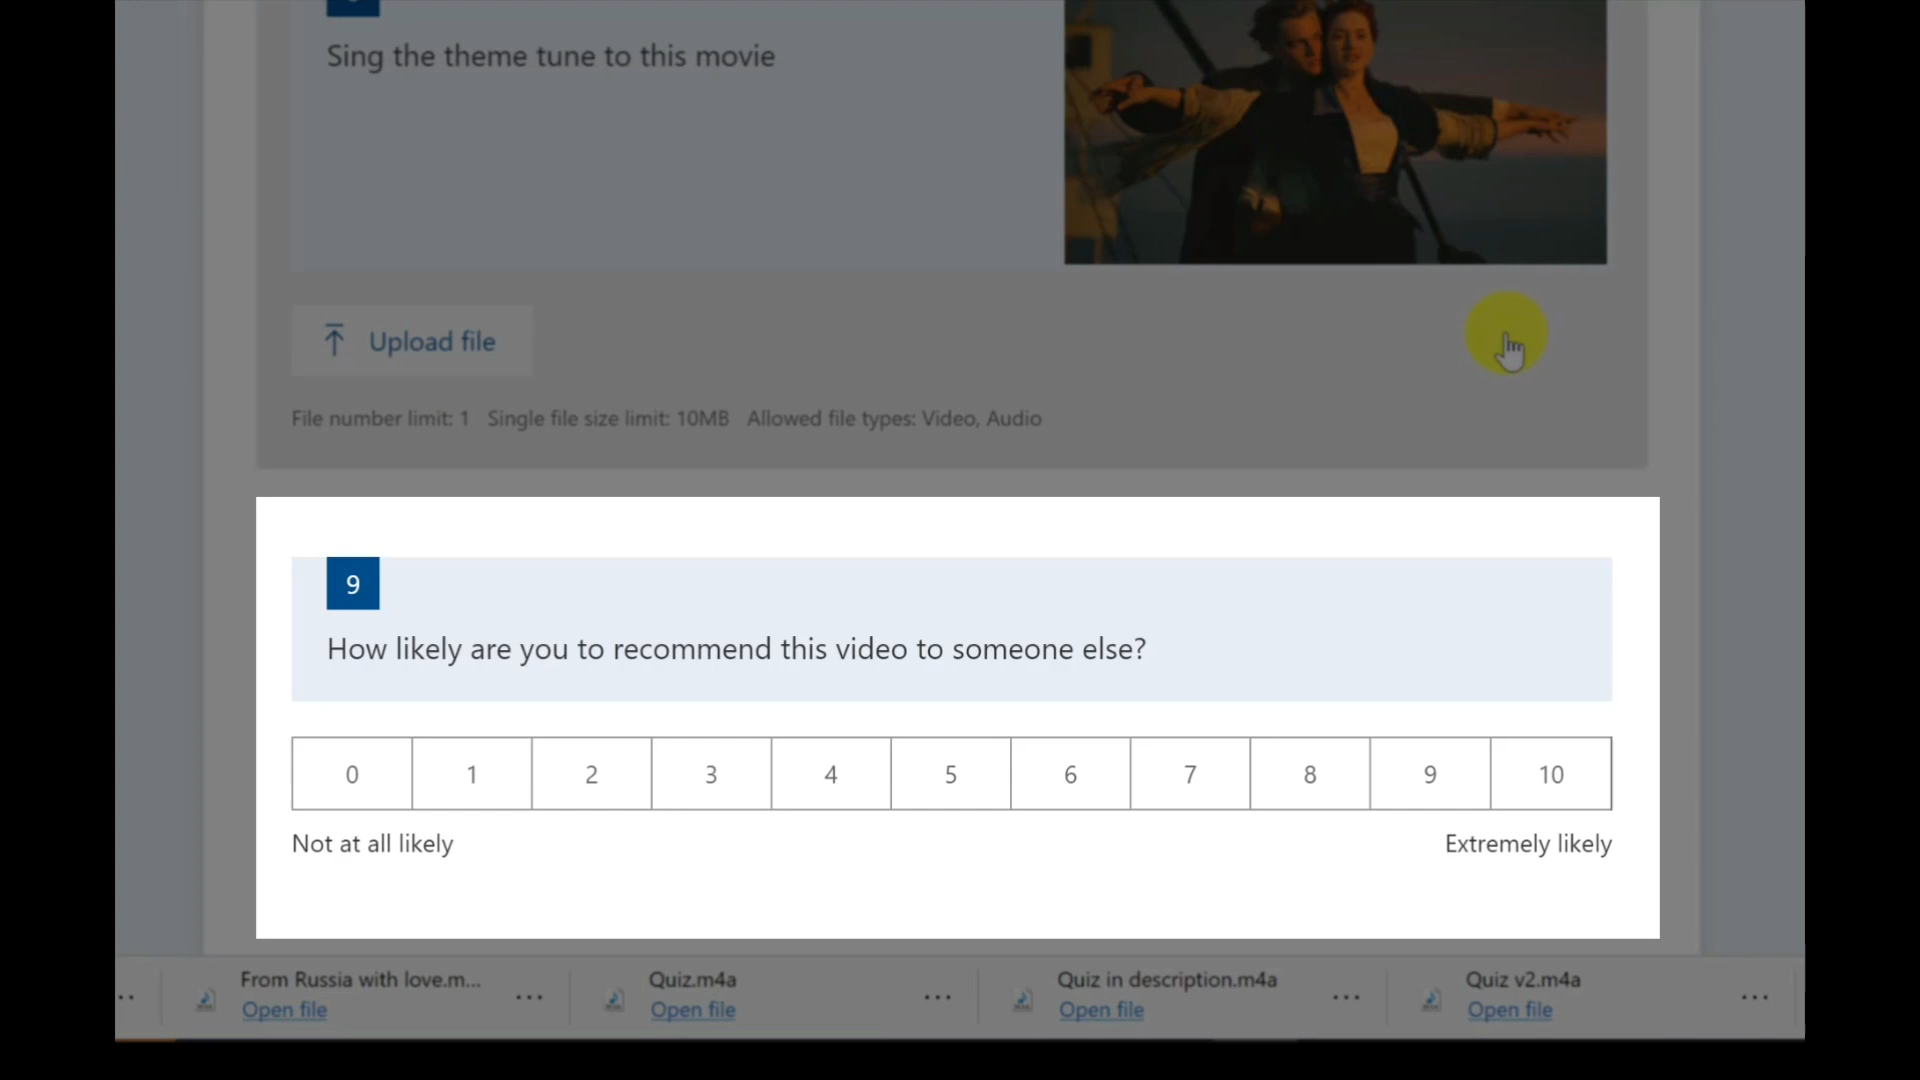 Sing the theme tune to this movie
Upload file
File number limit: 1 Single file size limit: 10MB Allowed file types: Video, Audio
9
How likely are you to recommend this video to someone else?
0 1 2 3 4 5 6 7 8 9 10
Not at all likely Extremely likely
From Russia with love.m... Quiz.m4a Quiz in description.m4a Quiz v2.m4a
Open file Open file Open file Open file